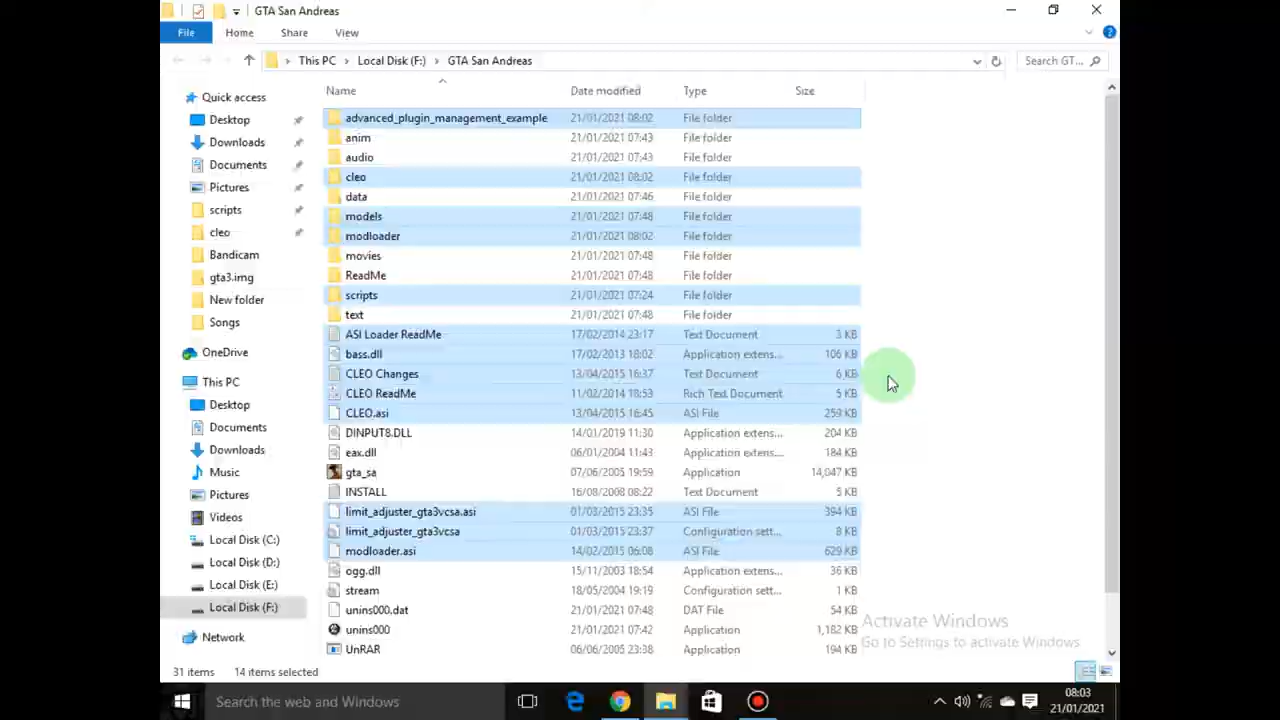 GTA San Andreas
File Home Share View
This PC Local Disk (F:) GTA San Andreas Search GT...
Name Date modified Type Size
Quick access
Desktop
Downloads
Documents
Pictures
scripts
cleo
Bandicam
gta3.img
New folder
Songs
OneDrive
This PC
Desktop
Documents
Downloads
Music
Pictures
Videos
Local Disk (C:)
Local Disk (D:)
Local Disk (E:)
Local Disk (F:)
Network
advanced_plugin_management_example 21/01/2021 08:02 File folder
anim 21/01/2021 07:43 File folder
audio 21/01/2021 07:43 File folder
cleo 21/01/2021 08:02 File folder
data 21/01/2021 07:46 File folder
models 21/01/2021 07:48 File folder
modloader 21/01/2021 08:02 File folder
movies 21/01/2021 07:48 File folder
ReadMe 21/01/2021 07:48 File folder
scripts 21/01/2021 07:24 File folder
text 21/01/2021 07:48 File folder
ASI Loader ReadMe 17/02/2014 23:17 Text Document 3 KB
bass.dll 17/02/2013 18:02 Application extens... 106 KB
CLEO Changes 13/04/2015 16:37 Text Document 6 KB
CLEO ReadMe 11/02/2014 18:53 Rich Text Document 5 KB
CLEO.asi 13/04/2015 16:45 ASI File 259 KB
DINPUT8.DLL 14/01/2019 11:30 Application extens... 204 KB
eax.dll 06/01/2004 11:43 Application extens... 184 KB
gta_sa 07/06/2005 19:59 Application 14,047 KB
INSTALL 16/08/2008 08:22 Text Document 5 KB
limit_adjuster_gta3vcsa.asi 01/03/2015 23:35 ASI File 394 KB
limit_adjuster_gta3vcsa 01/03/2015 23:37 Configuration sett... 8 KB
modloader.asi 14/02/2015 06:08 ASI File 629 KB
ogg.dll 15/11/2003 18:54 Application extens... 36 KB
stream 18/05/2004 19:19 Configuration sett... 1 KB
unins000.dat 21/01/2021 07:48 DAT File 54 KB
unins000 21/01/2021 07:42 Application 1,182 KB
UnRAR 06/06/2005 23:38 Application 194 KB
Activate Windows
Go to Settings to activate Windows
31 items 14 items selected
Search the web and Windows
08:03
21/01/2021